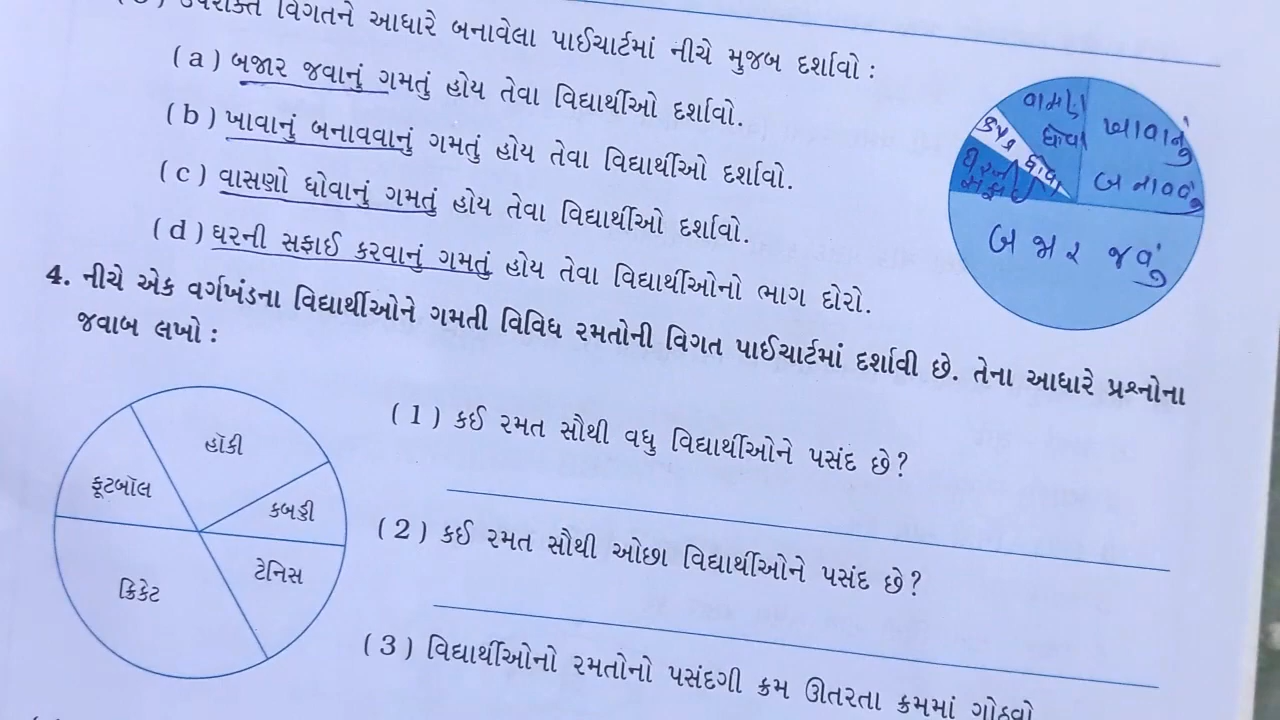 ઉપરોક્ત વિગતને આધારે બનાવેલા પાઈચાર્ટમાં નીચે મુજબ દર્શાવો :
( a ) બજાર જવાનું ગમતું હોય તેવા વિદ્યાર્થીઓ દર્શાવો.
( b ) ખાવાનું બનાવવાનું ગમતું હોય તેવા વિદ્યાર્થીઓ દર્શાવો.
( c ) વાસણો ધોવાનું ગમતું હોય તેવા વિદ્યાર્થીઓ દર્શાવો.
( d ) ઘરની સફાઈ કરવાનું ગમતું હોય તેવા વિદ્યાર્થીઓનો ભાગ દોરો.
ખાવાનું
બનાવવું
ધોવા
ઘરની
સફાઈ
બજાર જવું
4. નીચે એક વર્ગખંડના વિદ્યાર્થીઓને ગમતી વિવિધ રમતોની વિગત પાઈચાર્ટમાં દર્શાવી છે. તેના આધારે પ્રશ્નોના
જવાબ લખો :
હૉકી
ફૂટબૉલ
કબડ્ડી
ટેનિસ
ક્રિકેટ
( 1 ) કઈ રમત સૌથી વધુ વિદ્યાર્થીઓને પસંદ છે?
( 2 ) કઈ રમત સૌથી ઓછા વિદ્યાર્થીઓને પસંદ છે?
( 3 ) વિદ્યાર્થીઓનો રમતોનો પસંદગી ક્રમ ઊતરતા ક્રમમાં ગોઠવો